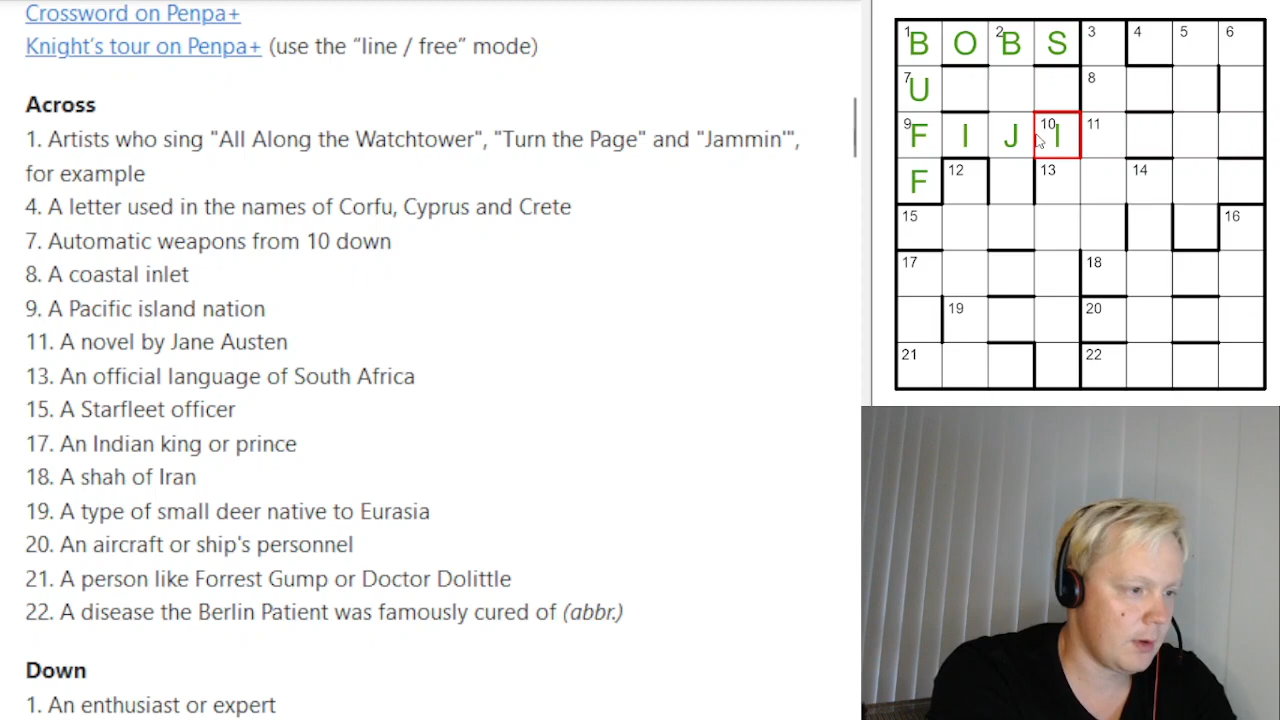 Crossword on Penpa+
Knight's tour on Penpa+ (use the “line / free” mode)
Across
1. Artists who sing "All Along the Watchtower", "Turn the Page" and "Jammin'",
for example
4. A letter used in the names of Corfu, Cyprus and Crete
7. Automatic weapons from 10 down
8. A coastal inlet
9. A Pacific island nation
11. A novel by Jane Austen
13. An official language of South Africa
15. A Starfleet officer
17. An Indian king or prince
18. A shah of Iran
19. A type of small deer native to Eurasia
20. An aircraft or ship's personnel
21. A person like Forrest Gump or Doctor Dolittle
22. A disease the Berlin Patient was famously cured of (abbr.)
Down
1. An enthusiast or expert
1 B O 2 B S 3 4 5 6
7 U 8
9 F I J 10 I 11
F 12 13 14
15 16
17 18
19 20
21 22